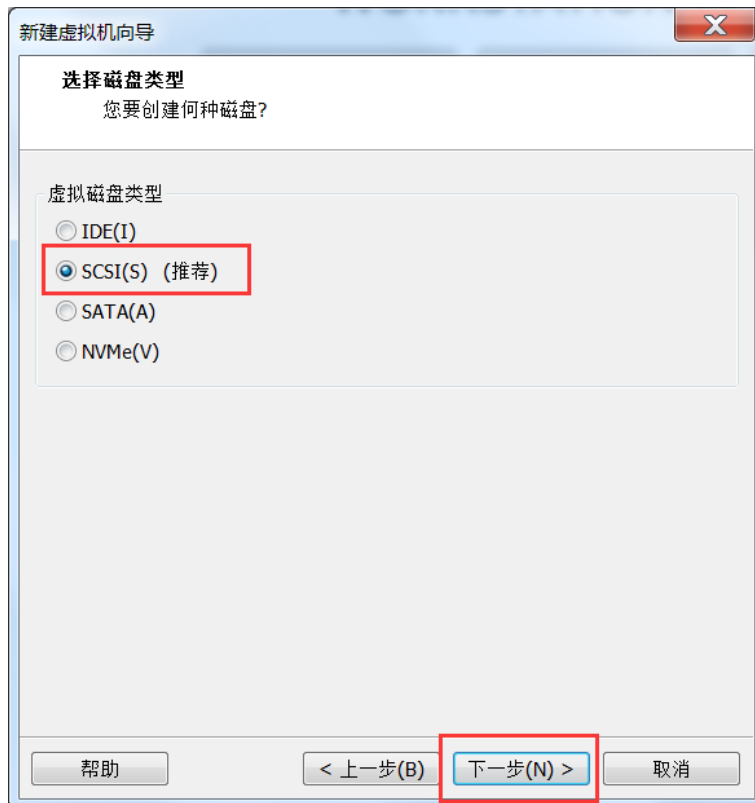 新建虚拟机向导
选择磁盘类型
您要创建何种磁盘?
虚拟磁盘类型
IDE(I)
SCSI(S) (推荐)
SATA(A)
NVMe(V)
帮助
< 上一步(B)
下一步(N) >
取消